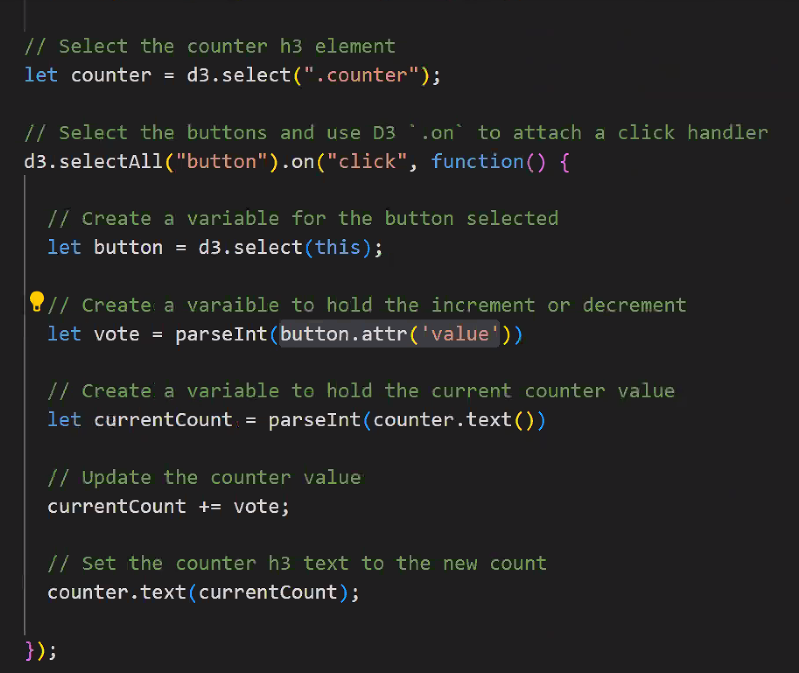 // Select the counter h3 element
let counter = d3.select(".counter");
// Select the buttons and use D3 `.on` to attach a click handler
d3.selectAll("button").on("click", function() {
// Create a variable for the button selected
let button = d3.select(this);
// Create a varaible to hold the increment or decrement
let vote = parseInt(button.attr('value'))
// Create a variable to hold the current counter value
let currentCount = parseInt(counter.text())
// Update the counter value
currentCount += vote;
// Set the counter h3 text to the new count
counter.text(currentCount);
});